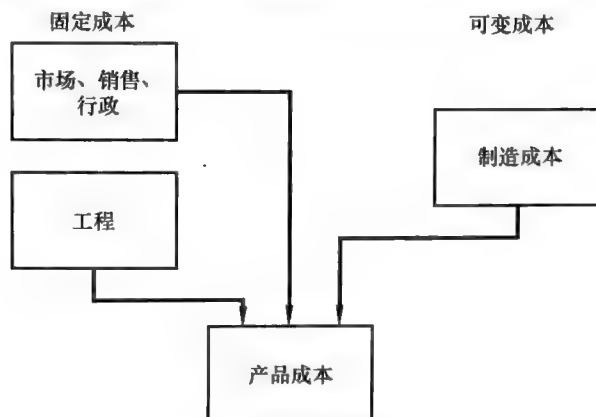 固定成本
可变成本
市场、销售、
行政
制造成本
工程
产品成本